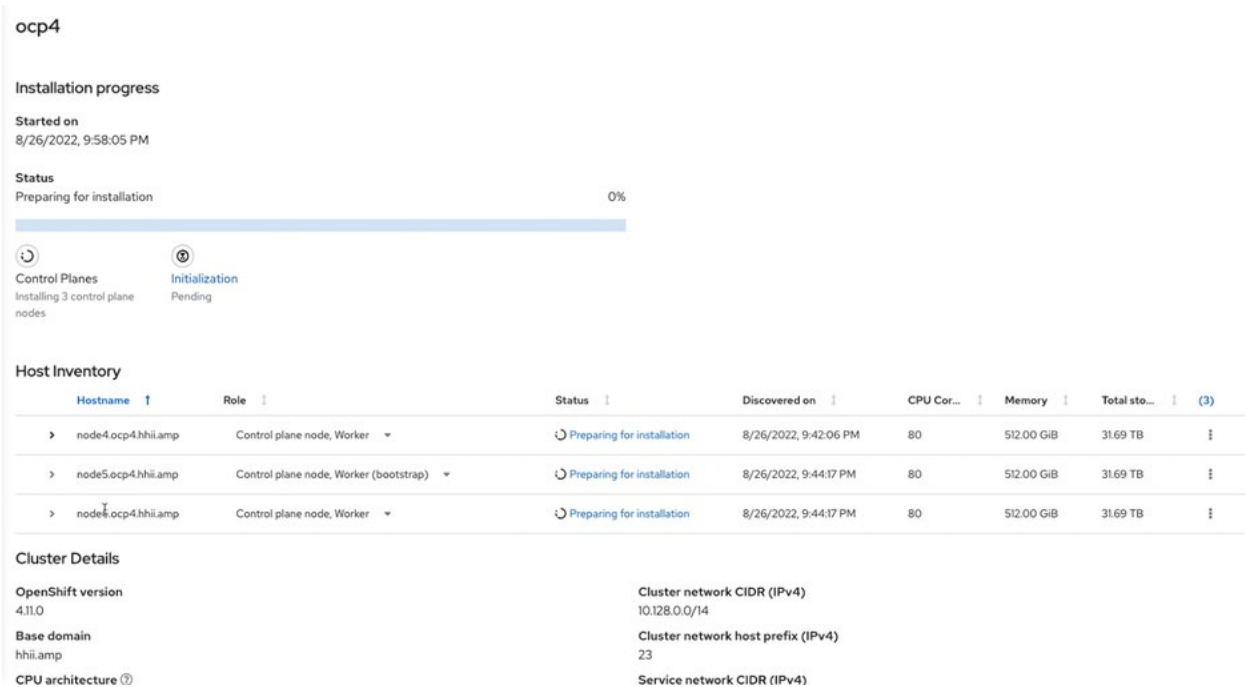 ocp4
Installation progress
Started on
8/26/2022, 9:58:05 PM
Status
Preparing for installation 0%
Control Planes
Installing 3 control plane
nodes
Initialization
Pending
Host Inventory
Hostname Role Status Discovered on CPU Cor... Memory Total sto... (3)
node4.ocp4.hhii.amp Control plane node, Worker Preparing for installation 8/26/2022, 9:42:06 PM 80 512.00 GiB 31.69 TB
node5.ocp4.hhii.amp Control plane node, Worker (bootstrap) Preparing for installation 8/26/2022, 9:44:17 PM 80 512.00 GiB 31.69 TB
Control plane node, Worker Preparing for installation 8/26/2022, 9:44:17 PM 80 512.00 GiB 31.69 TB
Cluster Details
OpenShift version
4.11.0
Base domain
hhii.amp
CPU architecture
Cluster network CIDR (IPv4)
10.128.0.0/14
Cluster network host prefix (IPv4)
23
Service network CIDR (IPv4)